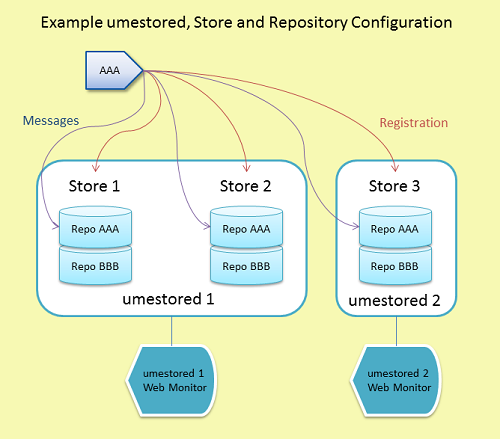 Example umestored, Store and Repository Configuration
AAA
Messages
Registration
Store 1
Store 2
Store 3
Repo AAA
Repo AAA
Repo AAA
Repo BBB
Repo BBB
Repo BBB
umestored 1
umestored 2
umestored 1
Web Monitor
umestored 2
Web Monitor